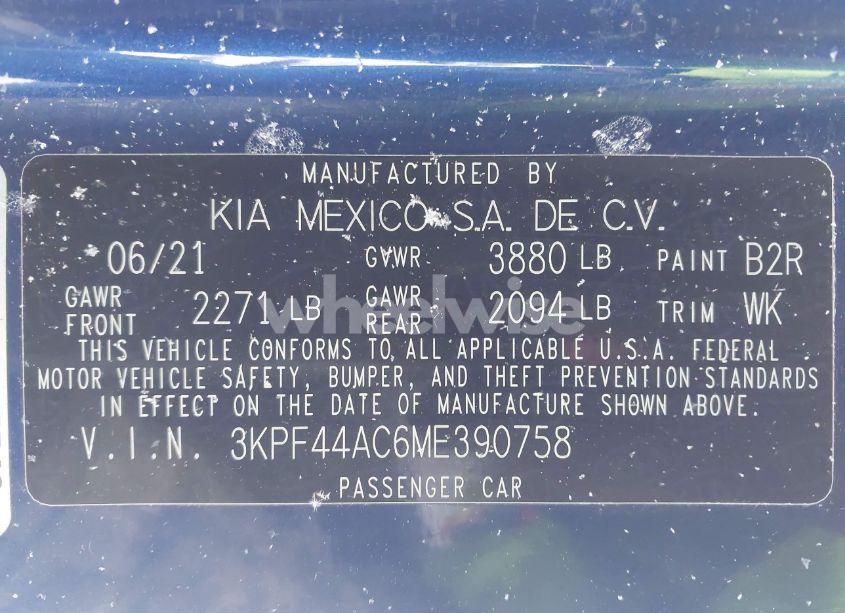 MANUFACTURED BY
KIA MEXICO S.A. DE C.V.
06/21 GVWR 3880 LB PAINT B2R
GAWR FRONT 2271 LB GAWR REAR 2094 LB TRIM WK
wheelwise
THIS VEHICLE CONFORMS TO ALL APPLICABLE U.S.A. FEDERAL
MOTOR VEHICLE SAFETY, BUMPER, AND THEFT PREVENTION STANDARDS
IN EFFECT ON THE DATE OF MANUFACTURE SHOWN ABOVE.
V.I.N. 3KPF44AC6ME390758
PASSENGER CAR